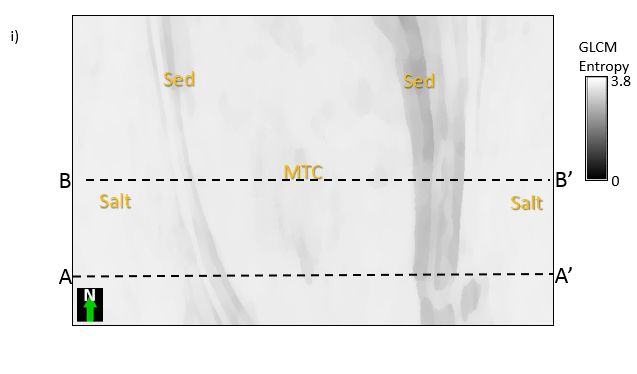 i)
GLCM
Entropy
3.8
0
Sed
Sed
MTC
B
B’
Salt
Salt
A
A’
N